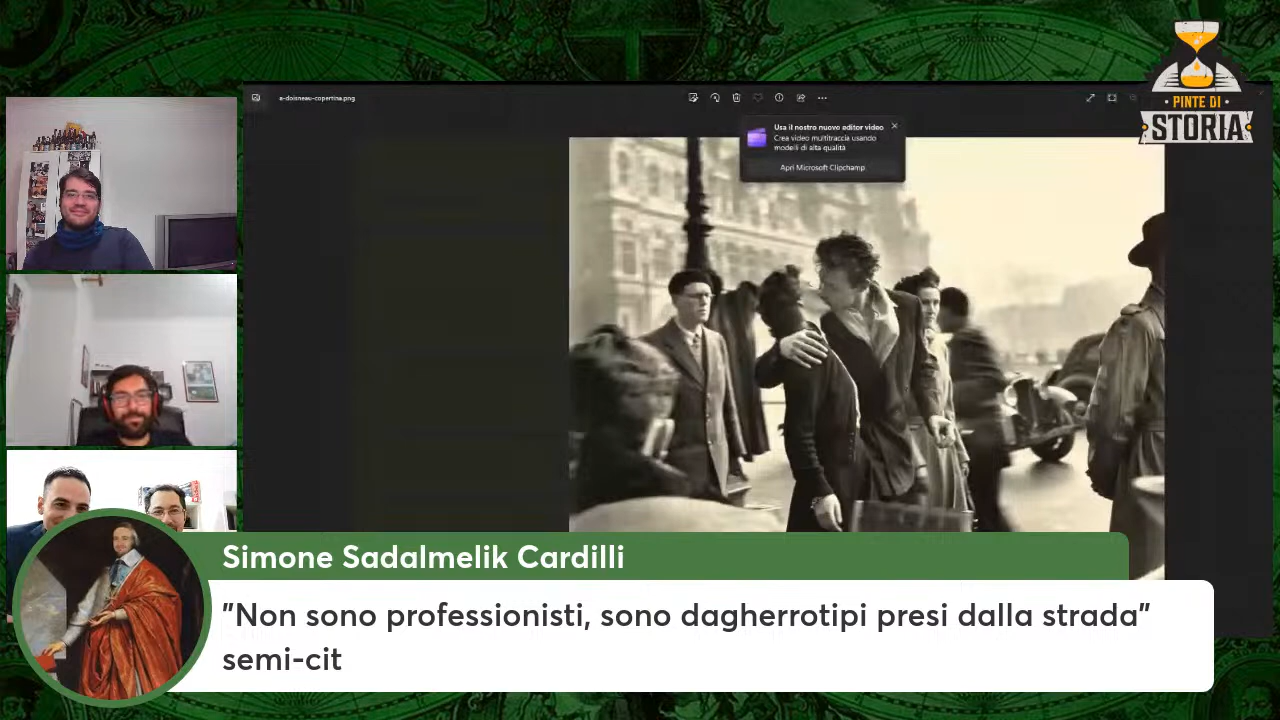 a-doisneau-copertina.png
Usa il nostro nuovo editor video
Crea video multitraccia usando
modelli di alta qualità
Apri Microsoft Clipchamp
PINTE DI
STORIA
Simone Sadalmelik Cardilli
"Non sono professionisti, sono dagherrotipi presi dalla strada"
semi-cit